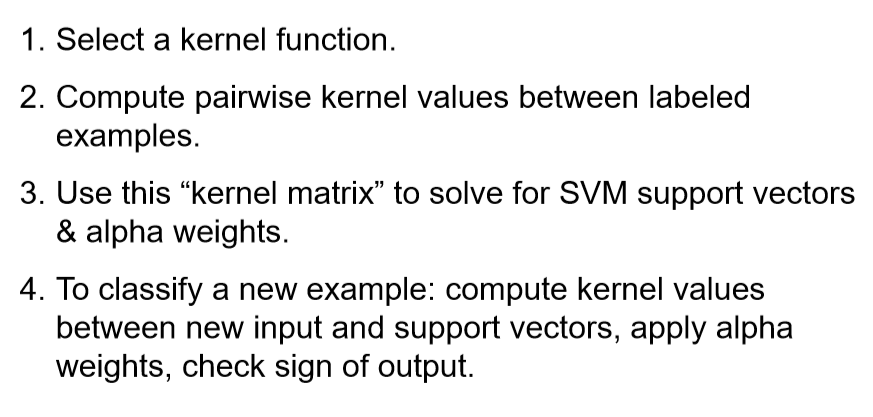 1. Select a kernel function.
2. Compute pairwise kernel values between labeled
examples.
3. Use this “kernel matrix” to solve for SVM support vectors
& alpha weights.
4. To classify a new example: compute kernel values
between new input and support vectors, apply alpha
weights, check sign of output.